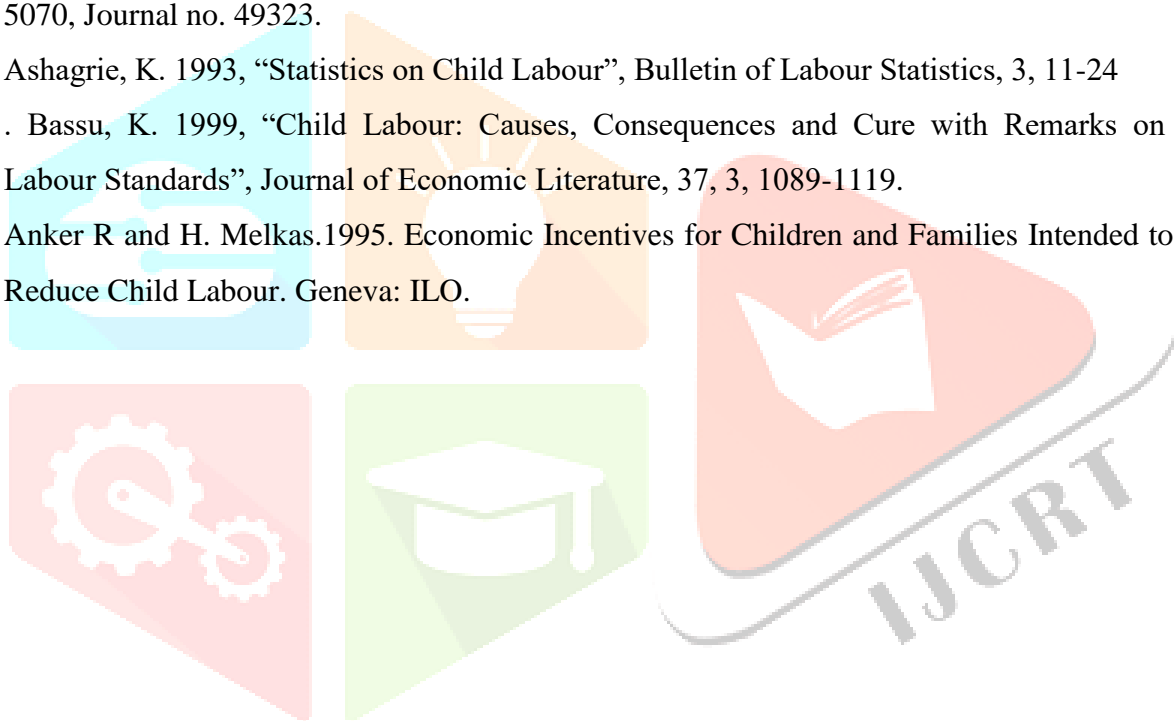 5070, Journal no. 49323.
Ashagrie, K. 1993, “Statistics on Child Labour”, Bulletin of Labour Statistics, 3, 11-24
. Bassu, K. 1999, “Child Labour: Causes, Consequences and Cure with Remarks on
Labour Standards”, Journal of Economic Literature, 37, 3, 1089-1119.
Anker R and H. Melkas.1995. Economic Incentives for Children and Families Intended to
Reduce Child Labour. Geneva: ILO.
IJCRT